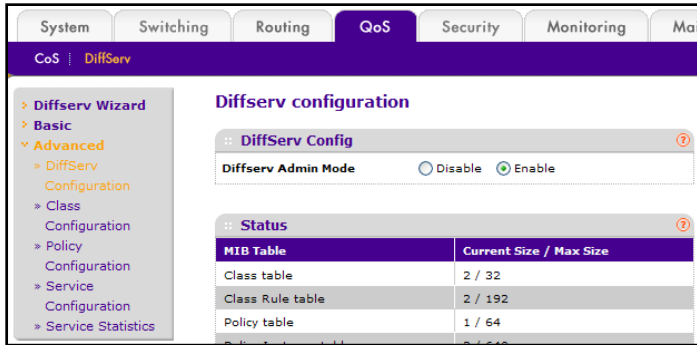 System Switching Routing QoS Security Monitoring
CoS DiffServ
Diffserv Wizard
Basic
Advanced
» DiffServ
Configuration
» Class
Configuration
» Policy
Configuration
» Service
Configuration
» Service Statistics
Diffserv configuration
:: DiffServ Config ?
Diffserv Admin Mode Disable Enable
:: Status ?
MIB Table Current Size / Max Size
Class table 2 / 32
Class Rule table 2 / 192
Policy table 1 / 64